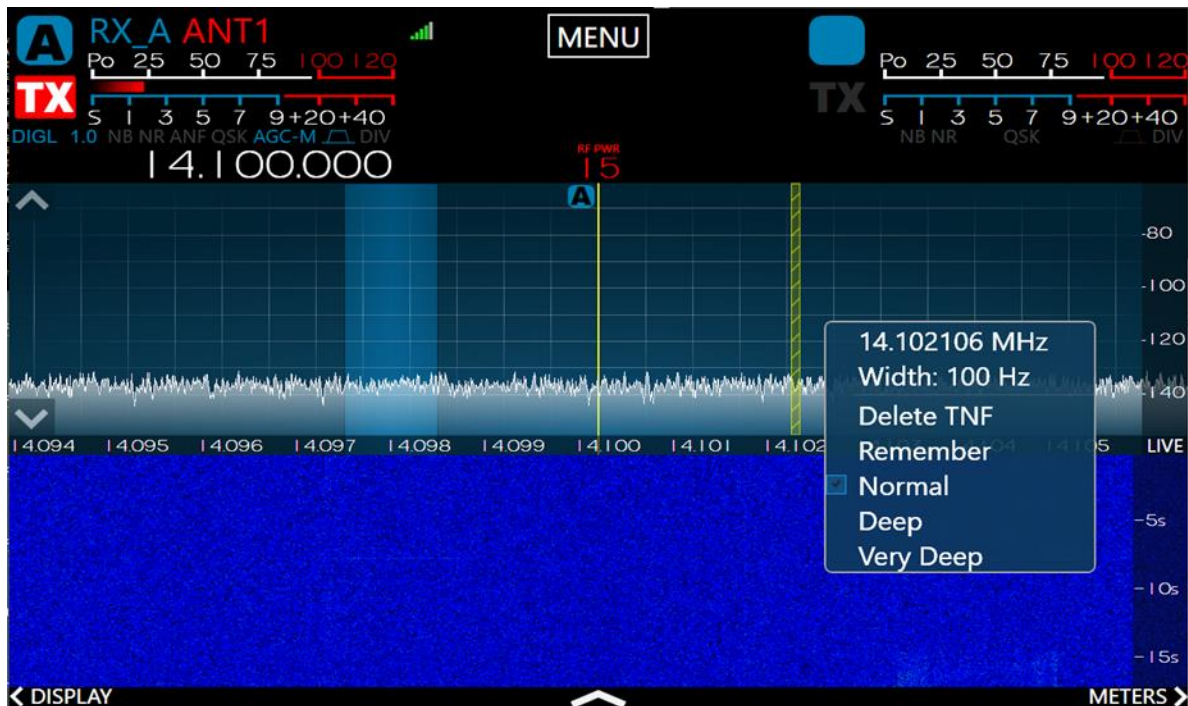 A RX_A ANT1
MENU
Po 25 50 75 100 120
Po 25 50 75 100 120
TX
TX
S 1 3 5 7 9 +20 +40
S 1 3 5 7 9 +20 +40
DIGL 1.0 NB NR ANF QSK AGC-M DIV
NB NR QSK DIV
14.100.000
RF PWR
15
A
-80
-100
-120
-140
14.102106 MHz
Width: 100 Hz
Delete TNF
Remember
Normal
Deep
Very Deep
14.094 14.095 14.096 14.097 14.098 14.099 14.100 14.101 14.102 14.103 14.104 14.105 LIVE
-5s
-10s
-15s
DISPLAY
METERS